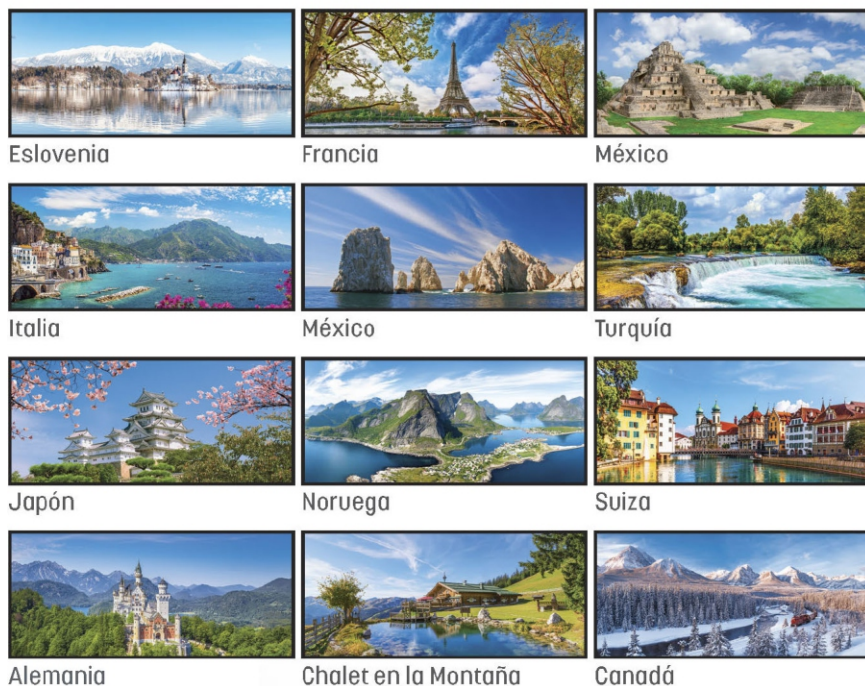 Eslovenia
Francia
México
Italia
México
Turquía
Japón
Noruega
Suiza
Alemania
Chalet en la Montaña
Canadá